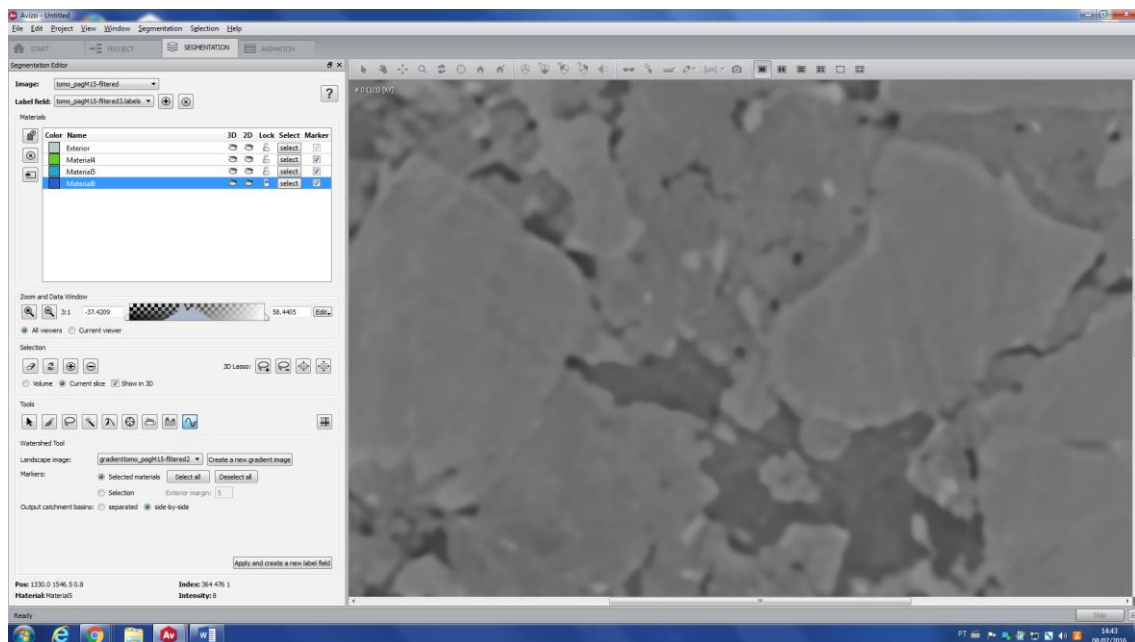 Avizo - Untitled
File Edit Project View Window Segmentation Selection Help
START PROJECT SEGMENTATION ANIMATION
Segmentation Editor
Image: tomo_pagM15-filtered
?
Label field: tomo_pagM15-filtered3.labels
Materials
Color Name 3D 2D Lock Select Marker
Exterior select
Material4 select
Material5 select
Material6 select
Zoom and Data Window
3:1 -37.4209 58.4405 Edit
All viewers Current viewer
Selection
3D Lasso:
Volume Current slice Show in 3D
Tools
Watershed Tool
Landscape image: gradienttomo_pagM15-filtered2. Create a new gradient image
Markers: Selected materials Select all Deselect all
Selection Exterior margin: 5
Output catchment basins: separated side-by-side
Apply and create a new label field
Pos: 1330.0 1546.5 0.8 Index: 364 476 1
Material: Material5 Intensity: 8
Ready Stop
Av W PT 14:43
08/07/2016